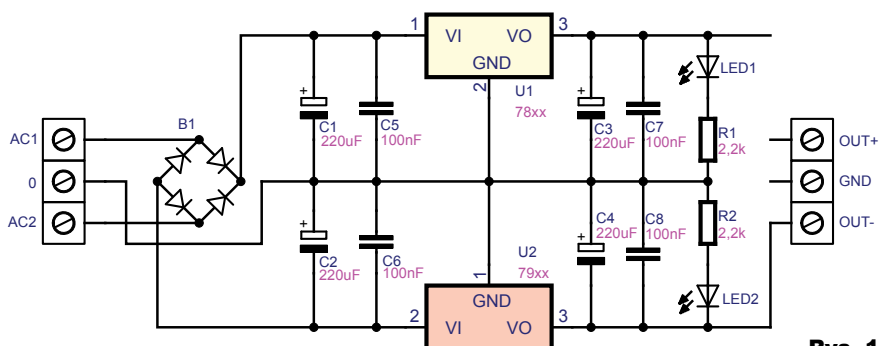 1
VI
VO
3
GND
2
U1
78xx
LED1
+
C1
220uF
C5
100nF
+
C3
220uF
C7
100nF
R1
2,2k
AC1
0
AC2
B1
OUT+
GND
OUT-
+
C2
220uF
C6
100nF
U2
79xx
+
C4
220uF
C8
100nF
R2
2,2k
LED2
1
GND
2
VI
VO
3